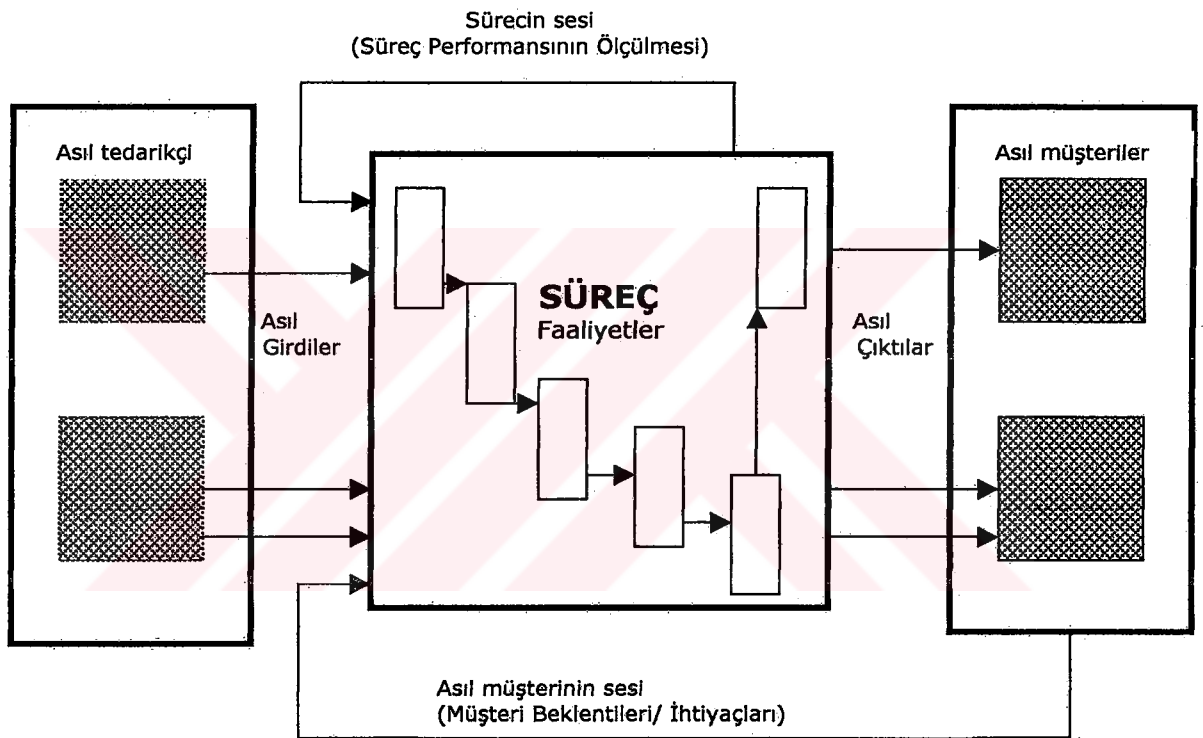 Sürecin sesi
(Süreç Performansının Ölçülmesi)
Asıl tedarikçi
Asıl müşteriler
SÜREÇ
Faaliyetler
Asıl
Girdiler
Asıl
Çıktılar
Asıl müşterinin sesi
(Müşteri Beklentileri/ İhtiyaçları)